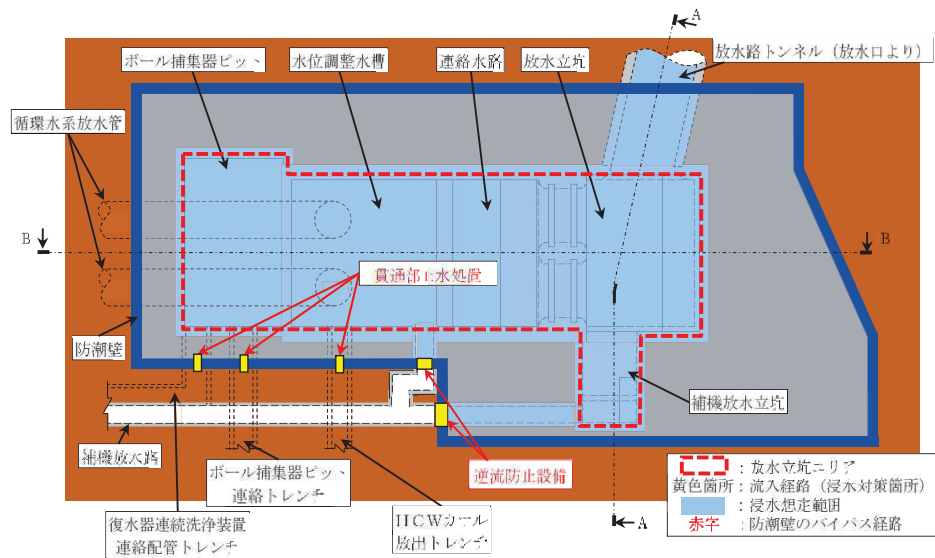 A
ボール捕集器ピット
水位調整水槽
連絡水路
放水立坑
放水路トンネル（放水口より）
循環水系放水管
B
B
貫通部止水処置
防潮壁
補機放水立坑
補機放水路
ボール捕集器ピット
連絡トレンチ
逆流防止設備
復水器連続洗浄装置
連絡配管トレンチ
HCWカナール
放出トレンチ
A
：放水立坑エリア
黄色箇所：流入経路（浸水対策箇所）
：浸水想定範囲
赤字：防潮壁のバイパス経路